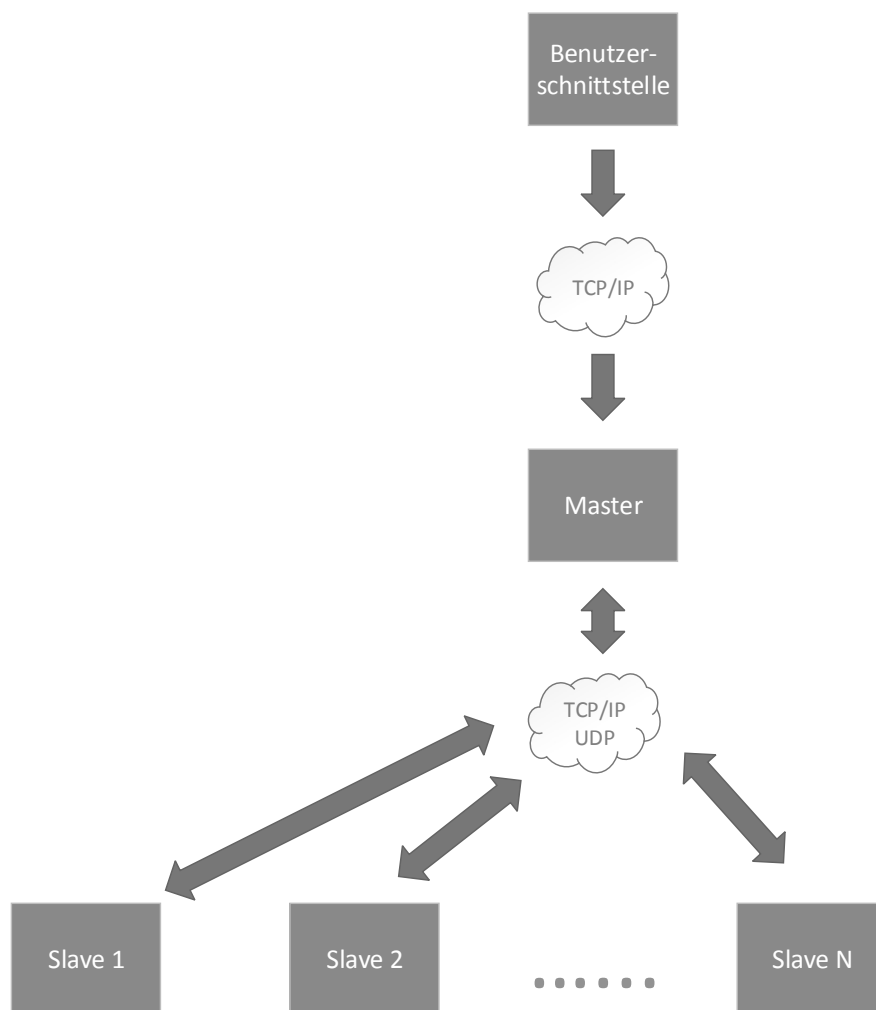 Benutzer-
schnittstelle
TCP/IP
Master
TCP/IP
UDP
Slave 1
Slave 2
......
Slave N